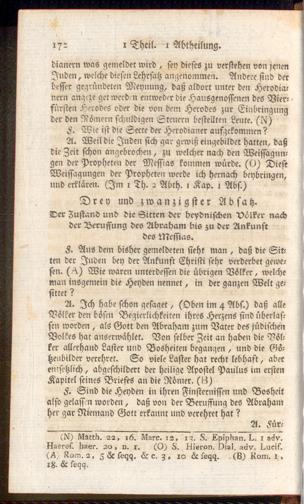 172 1 Theil. 1 Abtheilung.
dianern was gemeldet wird, sey dieses zu verstehen von jenen
Juden, welche diesen Lehrsatz angenommen. Andere sind der
besser gegründeten Meynung, daß aldort unter den Herodia-
nern angezeiget werden entweder die Hausgenossenen des Vier-
fürsten Herodes oder die von dem Herodes zur Einbringung
der den Römern schuldigen Steuern bestellten Leute. (N)
F. Wie ist die Secte der Herodianer aufgekommen?
A. Weil die Juden sich gar gewiß eingebildet hatten, daß
die Zeit schon angebrochen, zu welcher nach den Weissagun-
gen der Propheten der Messias kommen würde. (O) Diese
Weissagungen der Propheten werde ich hernach beybringen,
und erklären. (Im 1 Th. 2 Abth. 1 Kap. 1 Abs.)
Drey und zwanzigster Absatz.
Der Zustand und die Sitten der heydnischen Völker nach
der Beruffung des Abraham bis zu der Ankunft
des Messias.
F. Aus dem bisher gemeldeten sieht man, daß die Sit-
ten der Juden bey der Ankunft Christi sehr verderbet gewe-
sen. (A) Wie waren unterdessen die übrigen Völker, welche
man insgemein die Heyden nennet, in der ganzen Welt ge-
sittet?
A. Ich habe schon gesaget, (Oben im 4 Abs.) daß alle
Völker den bösen Begierlichkeiten ihres Herzens sind überlas-
sen worden, als Gott den Abraham zum Vater des jüdischen
Volkes hat auserwählet. Von selber Zeit an haben die Völ-
ker allerhand Laster und Bosheiten begangen, und die Gö-
tzenbilder verehret. So viele Laster hat recht lebhaft, aber
entsetzlich, abgeschildert der heilige Apostel Paulus im ersten
Kapitel seines Brieses an die Römer. (B)
F. Sind die Heyden in ihren Finsternissen und Bosheit
also gelassen worden, daß von der Beruffung des Abraham
her gar Niemand Gott erkannt und verehret hat?
A. Für-
(N) Matth. 22, 16. Marc. 12, 13. S. Epiphan. L. 1 adv.
Haeres. haer. 20, n. 1. (O) S. Hieron. Dial. adv. Lucif.
(A) Rom. 2, 5 & seqq. & c. 3, 10 & seqq. (B) Rom. 1,
18. & seqq.